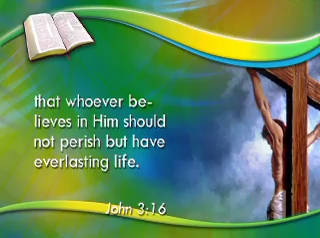 that whoever be-
lieves in Him should
not perish but have
everlasting life.
John 3:16